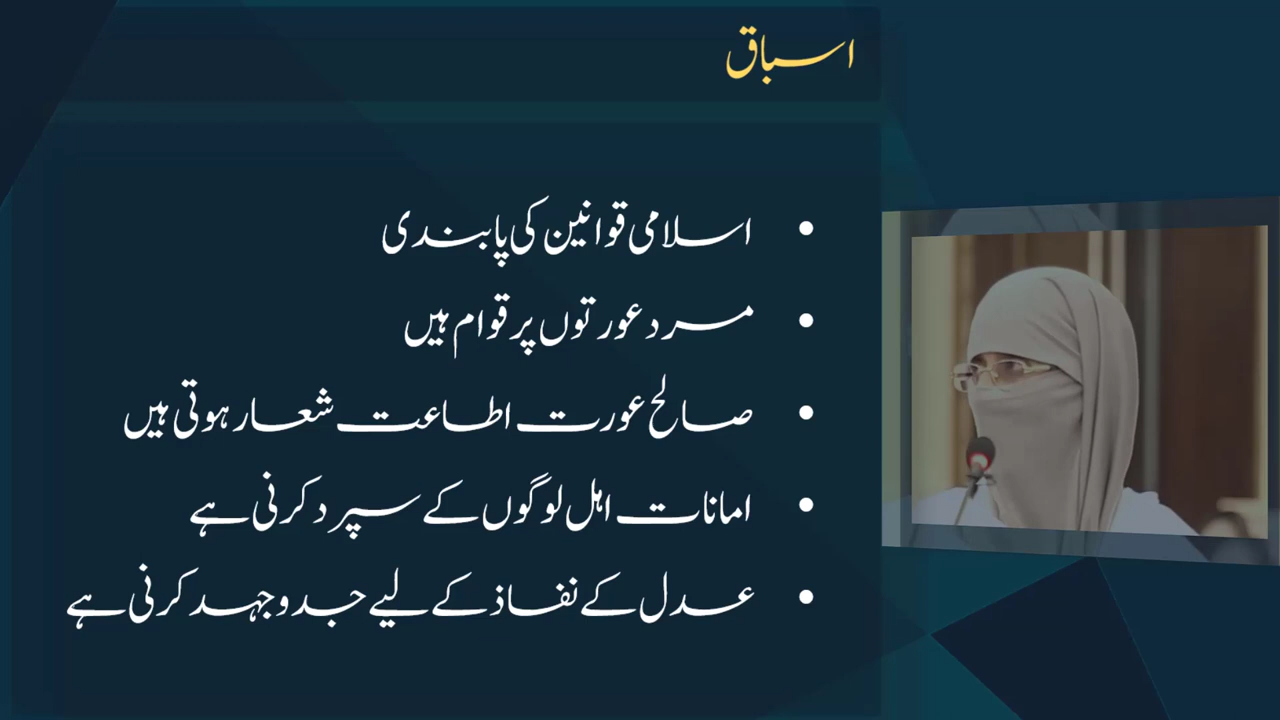 اسباق
• اسلامی قوانین کی پابندی
• مرد عورتوں پر قوام ہیں
• صالح عورت اطاعت شعار ہوتی ہیں
• امانات اہل لوگوں کے سپرد کرنی ہے
• عدل کے نفاذ کے لیے جدوجہد کرنی ہے